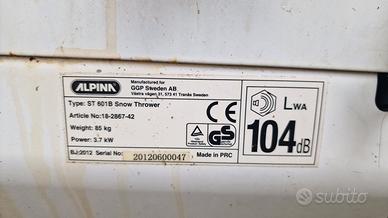 ALPINA
Manufactured for
GGP Sweden AB
Västra vägen 31, 573 41 Tranås Sweden
Type: ST 601B Snow Thrower
Article No:18-2867-42
Weight: 85 kg
Power: 3.7 kW
BJ:2012 Serial No:
20120600047
Made in PRC
CE
GS
LWA
104dB
subito